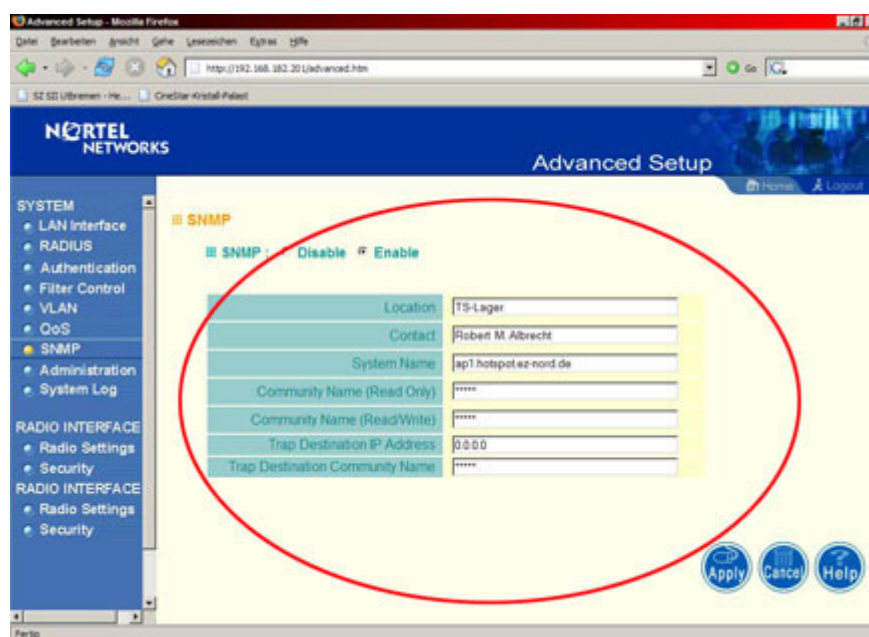 Advanced Setup - Mozilla Firefox
Datei Bearbeiten Ansicht Gehe Lesezeichen Extras Hilfe
http://192.168.182.201/advanced.htm Go
SZ SII Utbremen - He... CineStar Kristall-Palast
NORTEL
NETWORKS
Advanced Setup
Home Logout
SYSTEM
LAN Interface
RADIUS
Authentication
Filter Control
VLAN
QoS
SNMP
Administration
System Log
RADIO INTERFACE
Radio Settings
Security
RADIO INTERFACE
Radio Settings
Security
SNMP
SNMP : Disable Enable
Location TS-Lager
Contact Robert M. Albrecht
System Name ap1.hotspot.ez-nord.de
Community Name (Read Only) *****
Community Name (Read/Write) *****
Trap Destination IP Address 0.0.0.0
Trap Destination Community Name *****
Apply Cancel Help
Fertig